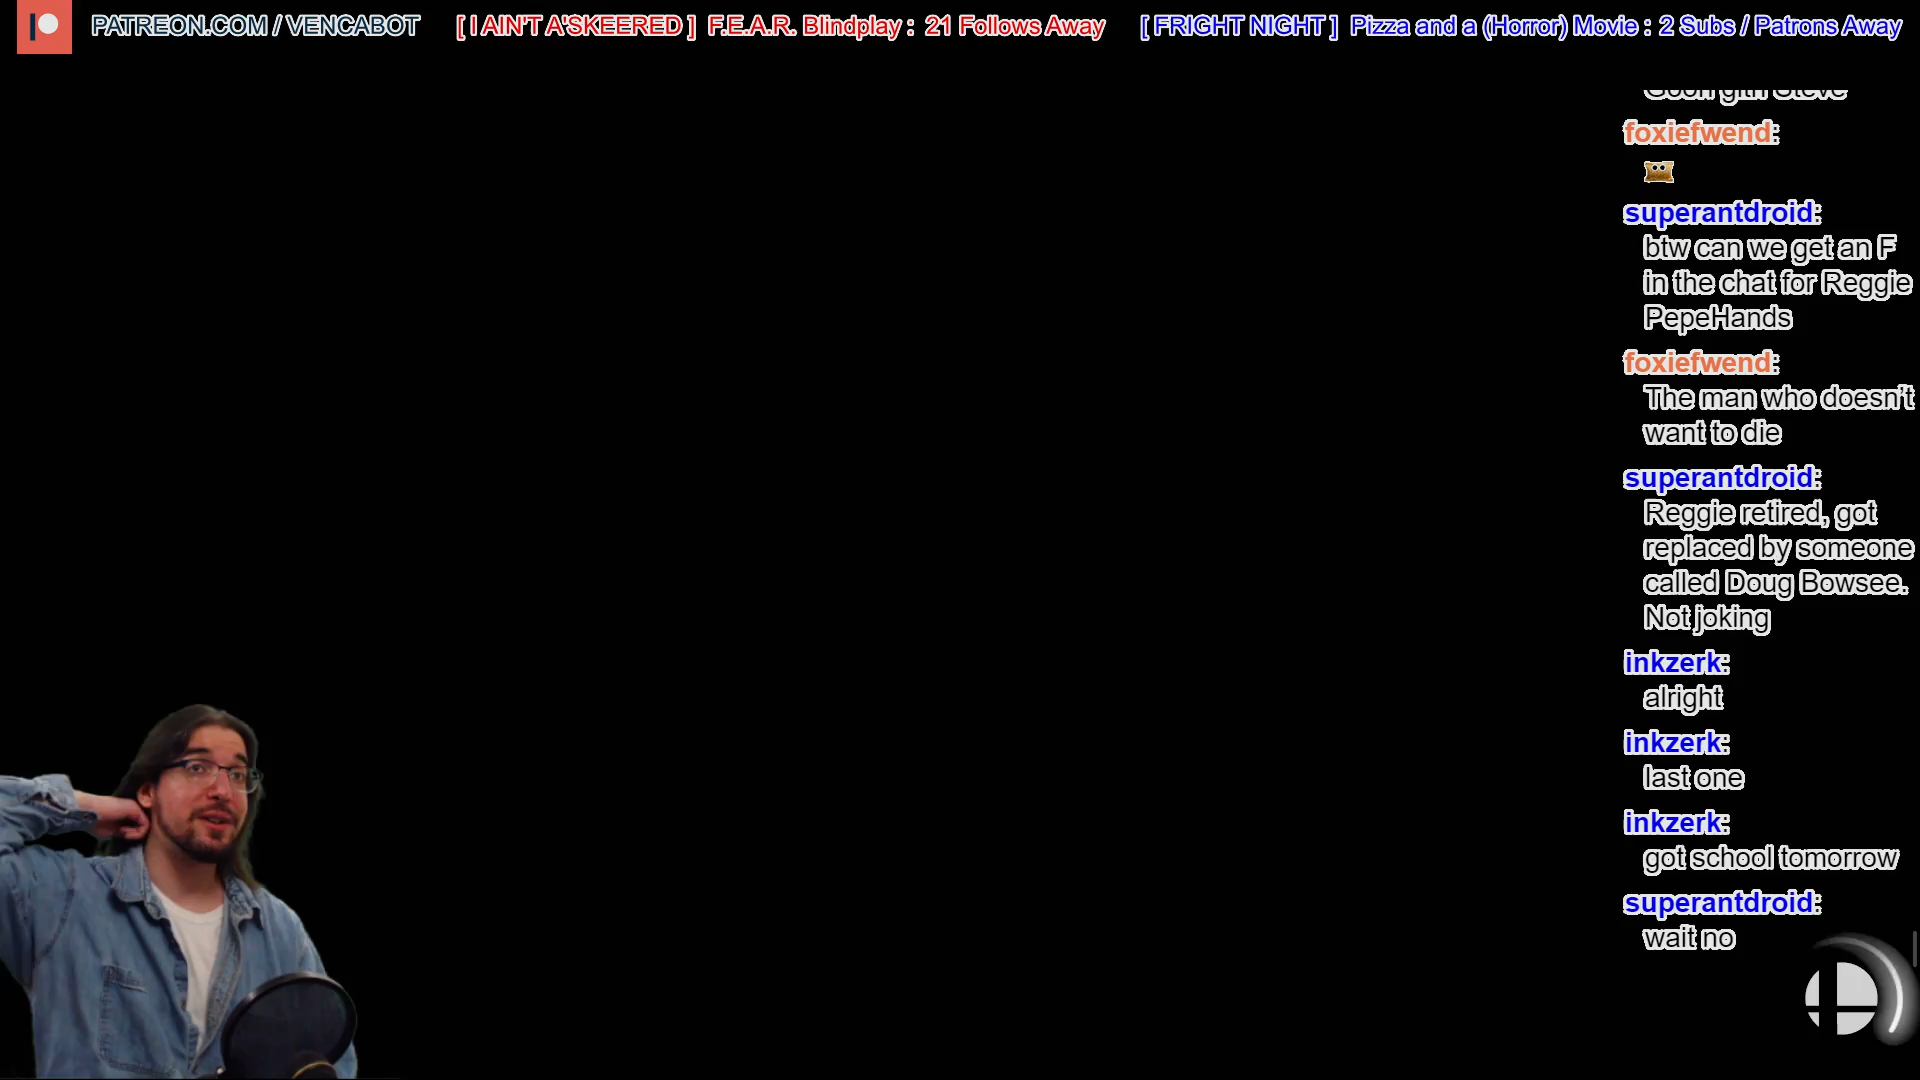 PATREON.COM / VENCABOT [ I AIN'T A'SKEERED ] F.E.A.R. Blindplay : 21 Follows Away [ FRIGHT NIGHT ] Pizza and a (Horror) Movie : 2 Subs / Patrons Away
Steve
foxiefwend:
superantdroid:
btw can we get an F
in the chat for Reggie
PepeHands
foxiefwend:
The man who doesn't
want to die
superantdroid:
Reggie retired, got
replaced by someone
called Doug Bowsee.
Not joking
inkzerk:
alright
inkzerk:
last one
inkzerk:
got school tomorrow
superantdroid:
wait no